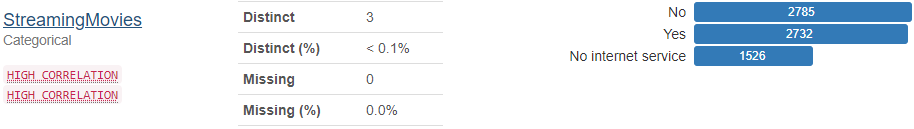 StreamingMovies
Categorical
HIGH CORRELATION
HIGH CORRELATION
Distinct 3
Distinct (%) < 0.1%
Missing 0
Missing (%) 0.0%
No 2785
Yes 2732
No internet service 1526